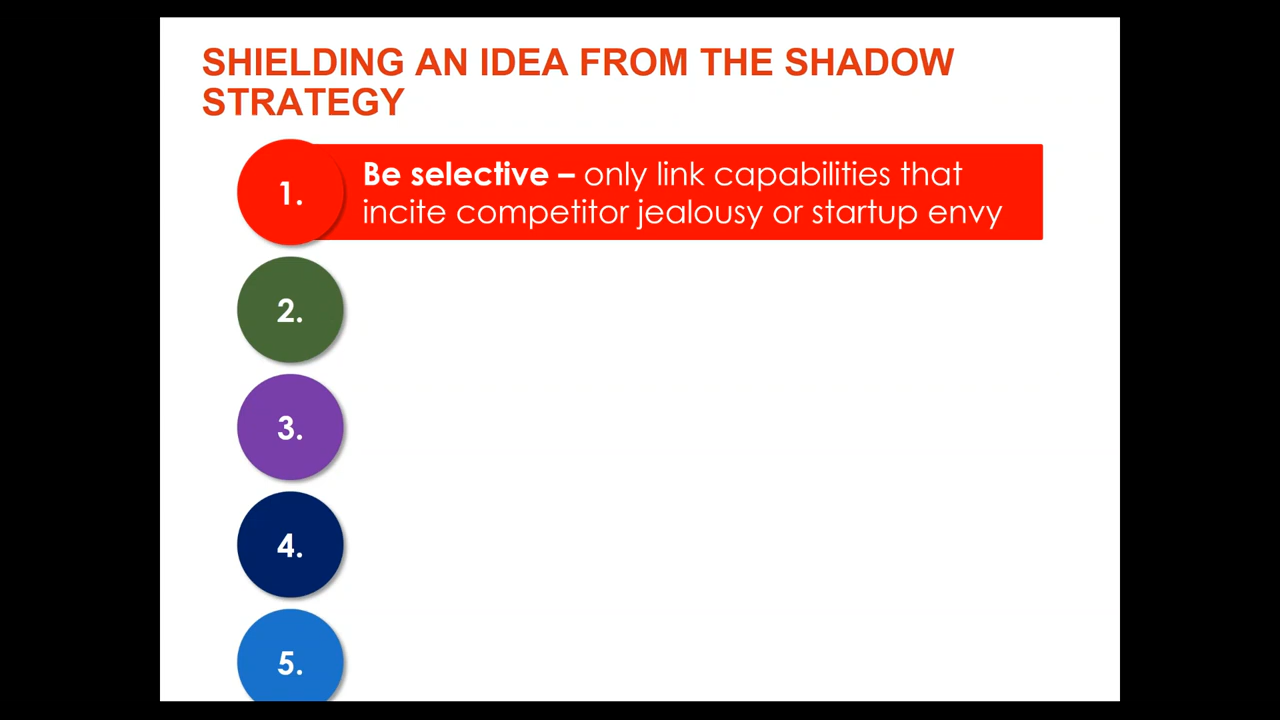 SHIELDING AN IDEA FROM THE SHADOW
STRATEGY
1.
Be selective – only link capabilities that
incite competitor jealousy or startup envy
2.
3.
4.
5.